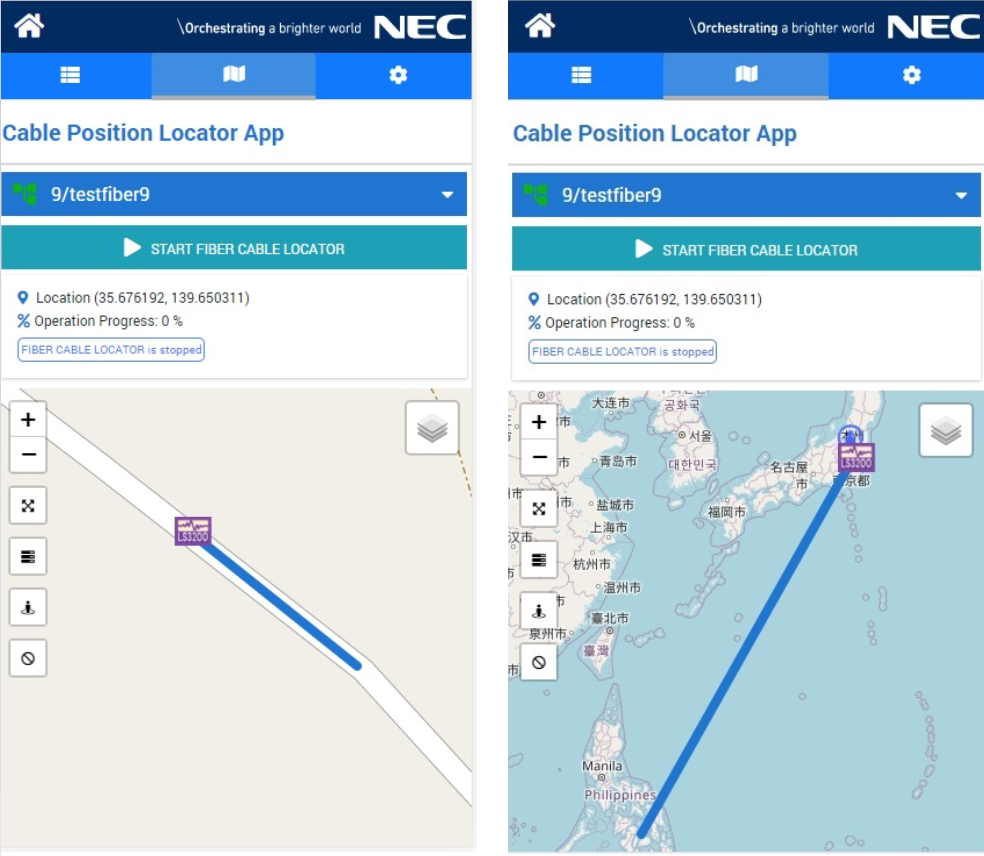 \Orchestrating a brighter world NEC
Cable Position Locator App
9/testfiber9
START FIBER CABLE LOCATOR
Location (35.676192, 139.650311)
% Operation Progress: 0 %
FIBER CABLE LOCATOR is stopped
+
−
LS3200
\Orchestrating a brighter world NEC
Cable Position Locator App
9/testfiber9
START FIBER CABLE LOCATOR
Location (35.676192, 139.650311)
% Operation Progress: 0 %
FIBER CABLE LOCATOR is stopped
+
−
大连市
공화국
서울
대한민국
青岛市
LS3200
名古屋
市
京都
福岡市
盐城市
上海市
汉市
杭州市
温州市
臺北市
泉州市
臺灣
Manila
Philippines